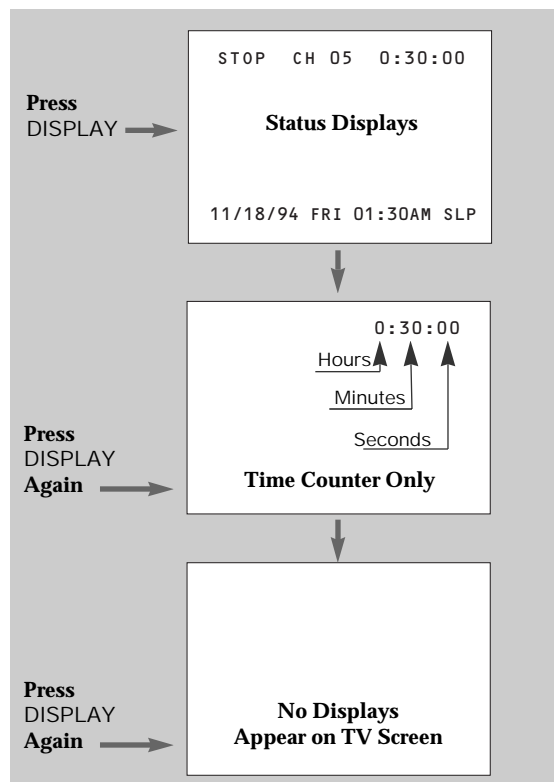 STOP CH 05 0:30:00
Press
DISPLAY
Status Displays
11/18/94 FRI 01:30AM SLP
0:30:00
Hours
Minutes
Seconds
Press
DISPLAY
Again
Time Counter Only
Press
DISPLAY
Again
No Displays
Appear on TV Screen